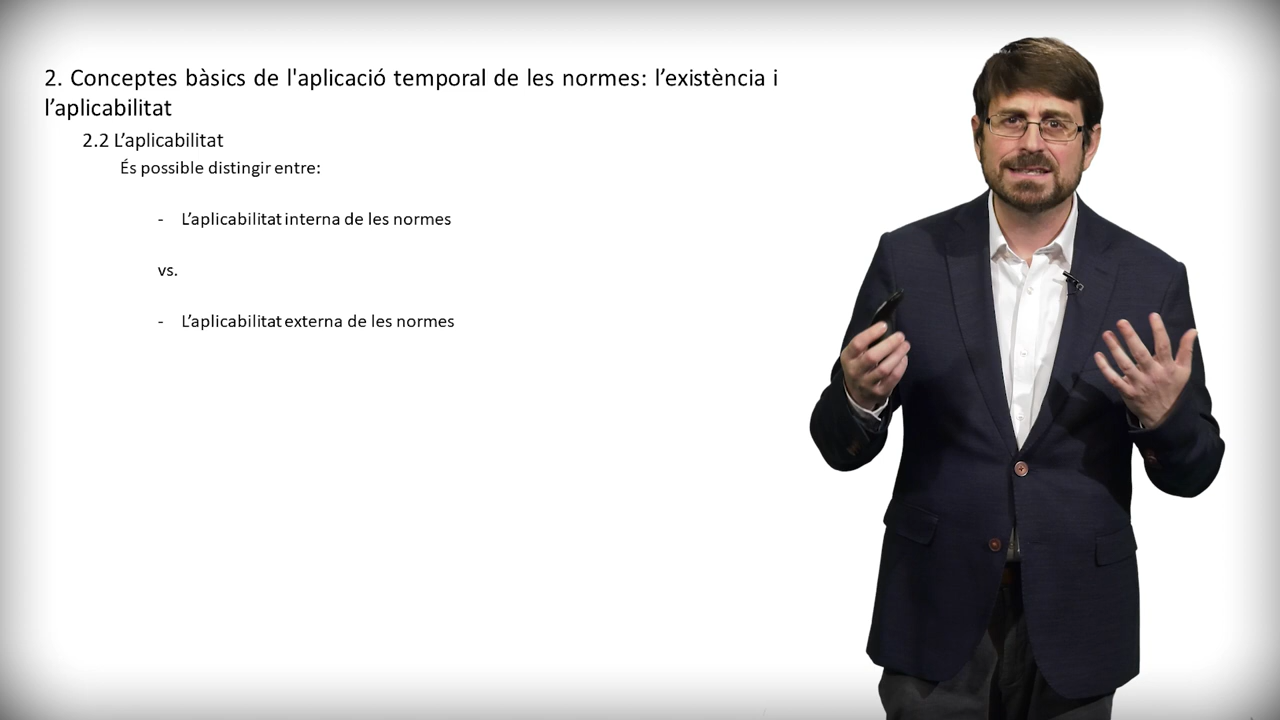 2. Conceptes bàsics de l'aplicació temporal de les normes: l’existència i
l’aplicabilitat
2.2 L’aplicabilitat
És possible distingir entre:
- L’aplicabilitat interna de les normes
vs.
- L’aplicabilitat externa de les normes